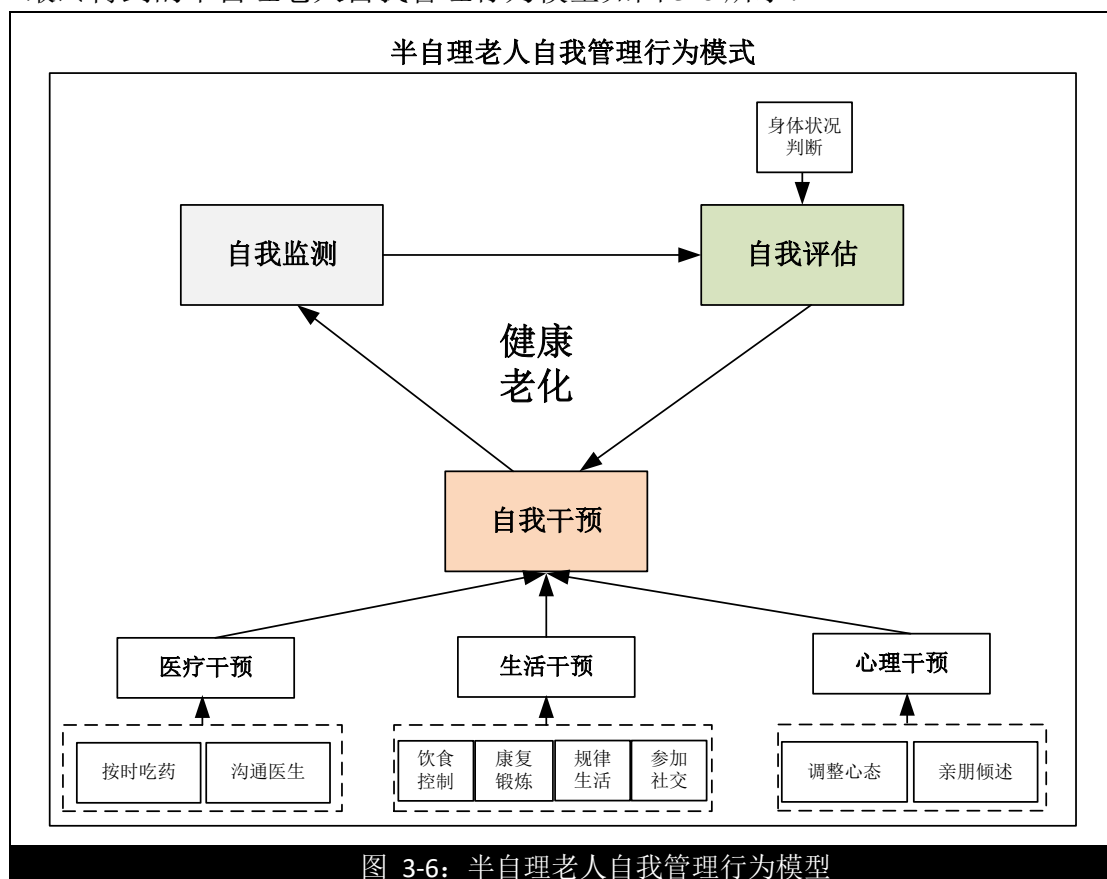 半自理老人自我管理行为模式
身体状况
判断
自我监测
自我评估
健康
老化
自我干预
医疗干预
生活干预
心理干预
按时吃药
沟通医生
饮食
控制
康复
锻炼
规律
生活
参加
社交
调整心态
亲朋倾述
图 3-6：半自理老人自我管理行为模型